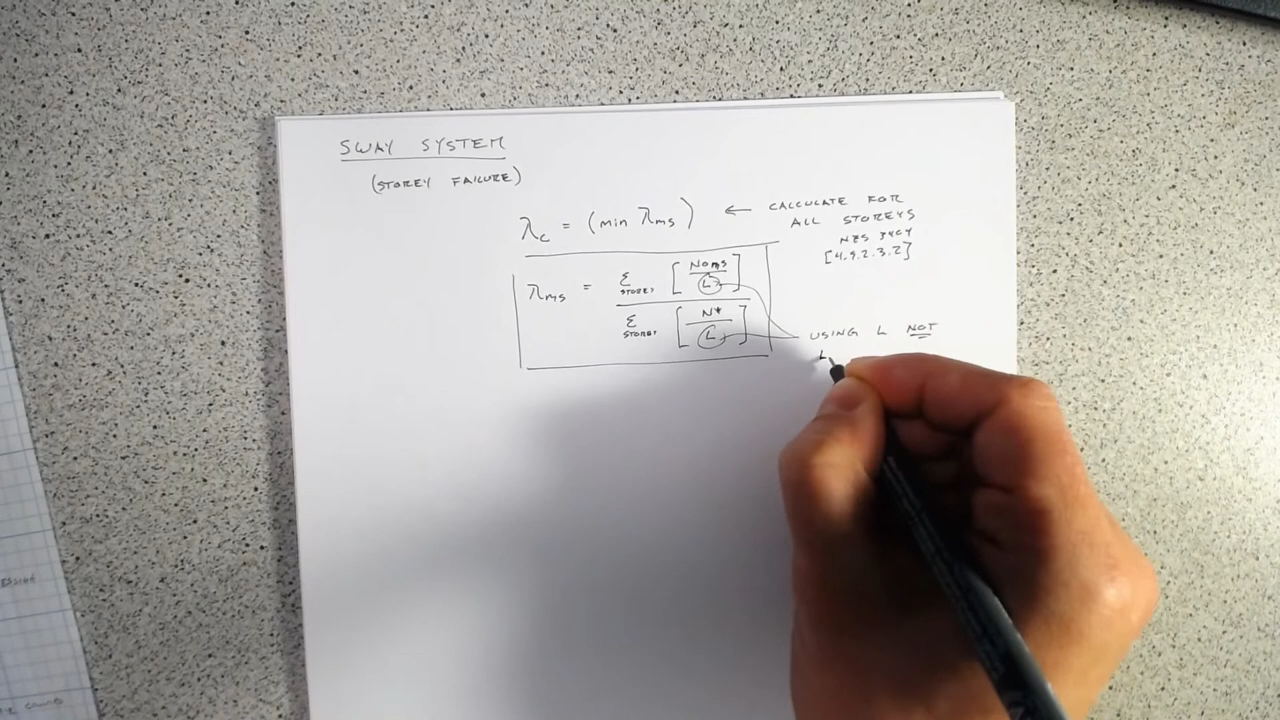 SWAY SYSTEM
(STOREY FAILURE)
λc = (min λms) ← CALCULATE FOR
ALL STOREYS
NZS 3404
[4.9.2.3.2]
λms = Σ STOREY [Noms / L] / Σ STOREY [N* / L]
USING L NOT
L